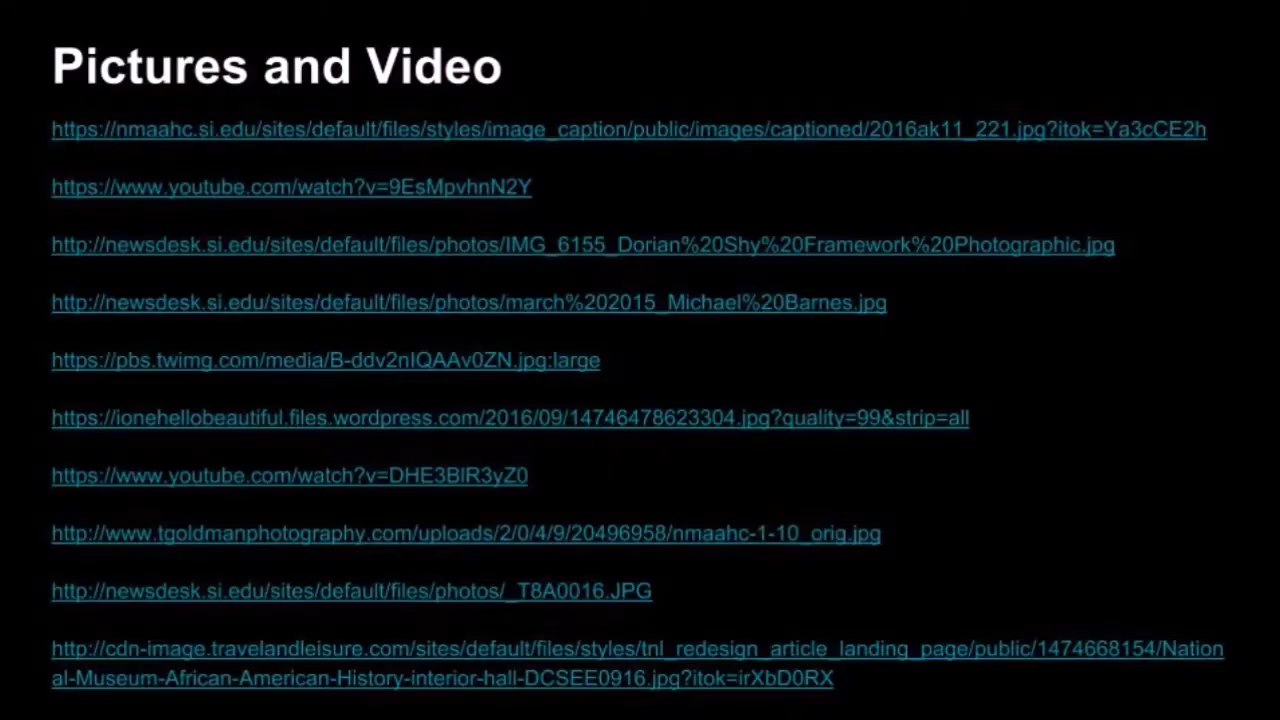 Pictures and Video
https://nmaahc.si.edu/sites/default/files/styles/image_caption/public/images/captioned/2016ak11_221.jpg?itok=Ya3cCE2h
https://www.youtube.com/watch?v=9EsMpvhnN2Y
http://newsdesk.si.edu/sites/default/files/photos/IMG_6155_Dorian%20Shy%20Framework%20Photographic.jpg
http://newsdesk.si.edu/sites/default/files/photos/march%202015_Michael%20Barnes.jpg
https://pbs.twimg.com/media/B-ddv2nIQAAv0ZN.jpg:large
https://ionehellobeautiful.files.wordpress.com/2016/09/14746478623304.jpg?quality=99&strip=all
https://www.youtube.com/watch?v=DHE3BlR3yZ0
http://www.tgoldmanphotography.com/uploads/2/0/4/9/20496958/nmaahc-1-10_orig.jpg
http://newsdesk.si.edu/sites/default/files/photos/_T8A0016.JPG
http://cdn-image.travelandleisure.com/sites/default/files/styles/tnl_redesign_article_landing_page/public/1474668154/Nation
al-Museum-African-American-History-interior-hall-DCSEE0916.jpg?itok=irXbD0RX